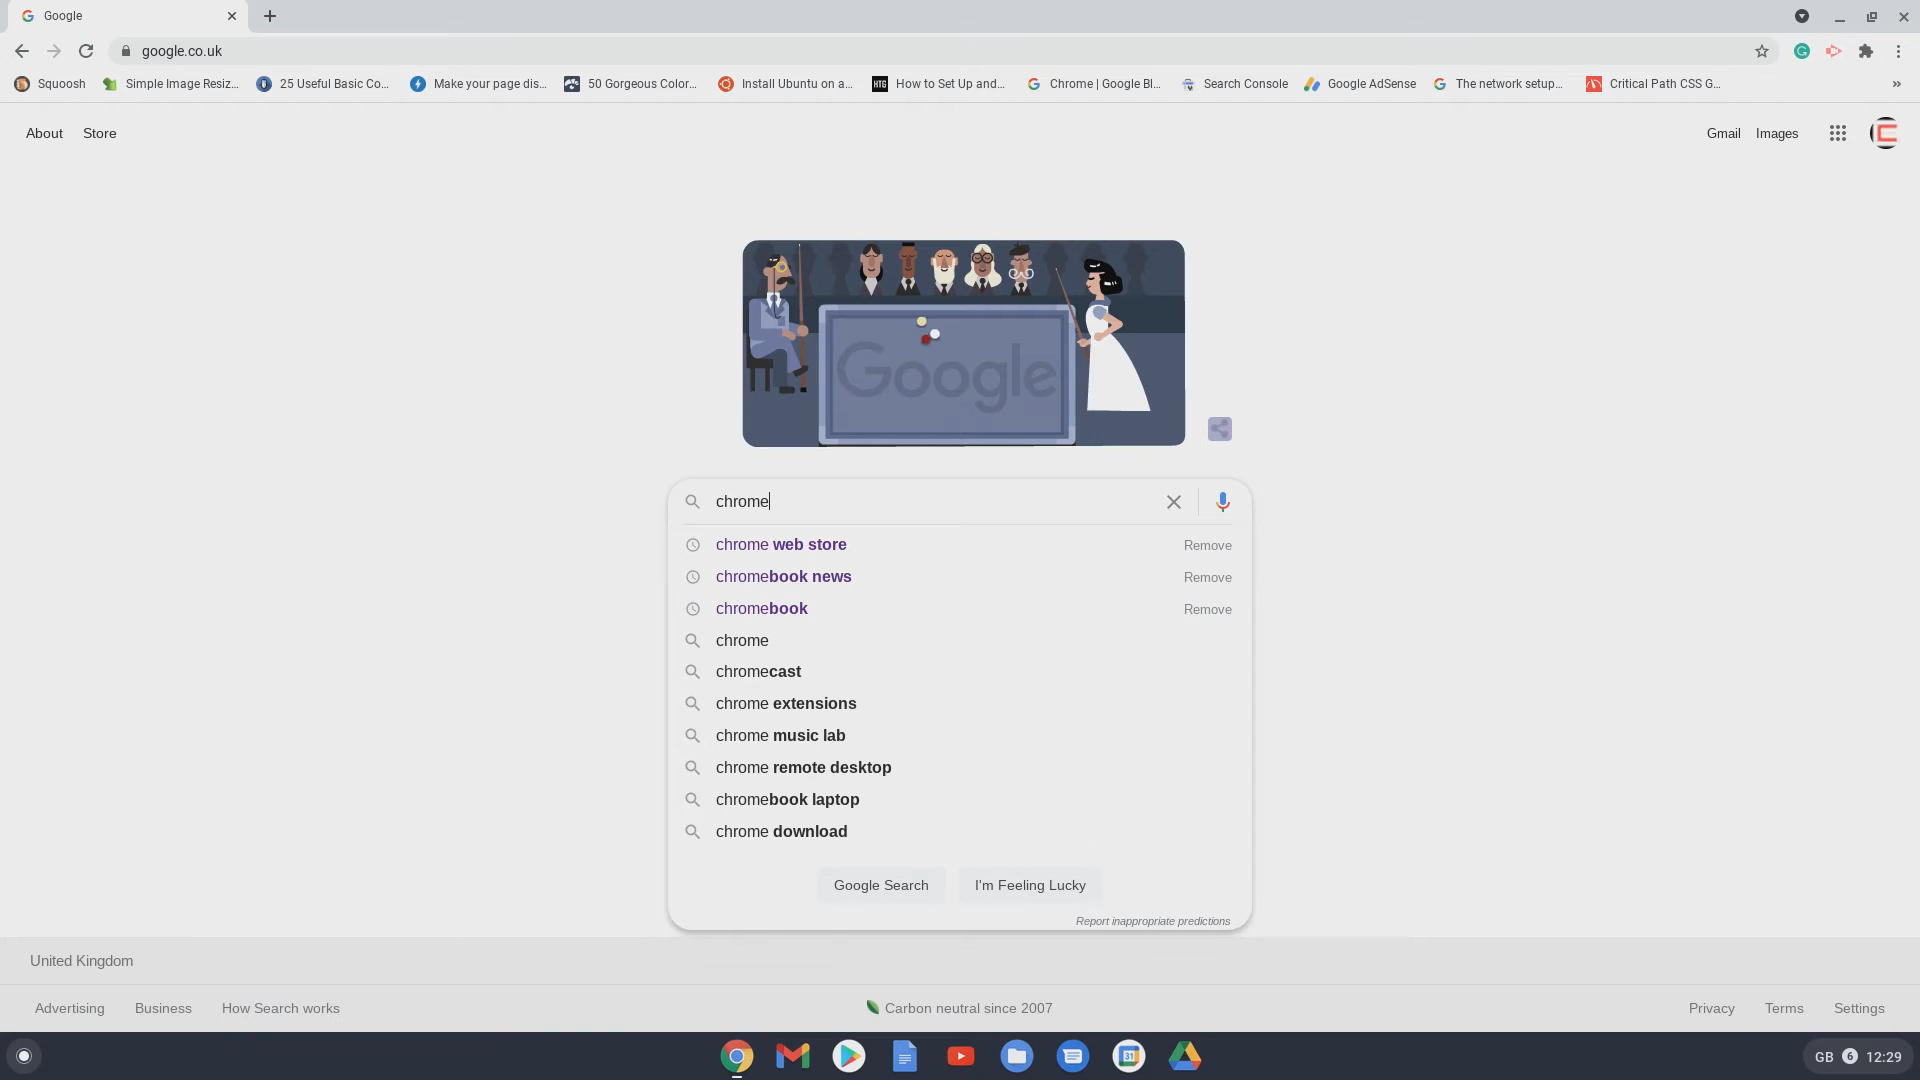 Google
google.co.uk
Squoosh
Simple Image Resiz...
25 Useful Basic Co...
Make your page dis...
50 Gorgeous Color...
Install Ubuntu on a...
HTG
How to Set Up and...
Chrome | Google Bl...
Search Console
Google AdSense
The network setup...
Critical Path CSS G...
»
About
Store
Gmail
Images
Google
chrome
chrome web store
Remove
chromebook news
Remove
chromebook
Remove
chrome
chromecast
chrome extensions
chrome music lab
chrome remote desktop
chromebook laptop
chrome download
Google Search
I'm Feeling Lucky
Report inappropriate predictions
United Kingdom
Advertising
Business
How Search works
Carbon neutral since 2007
Privacy
Terms
Settings
31
GB
6
12:29